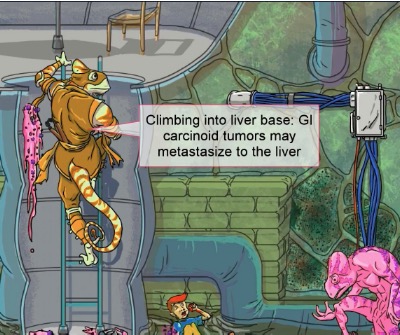 Climbing into liver base: GI
carcinoid tumors may
metastasize to the liver